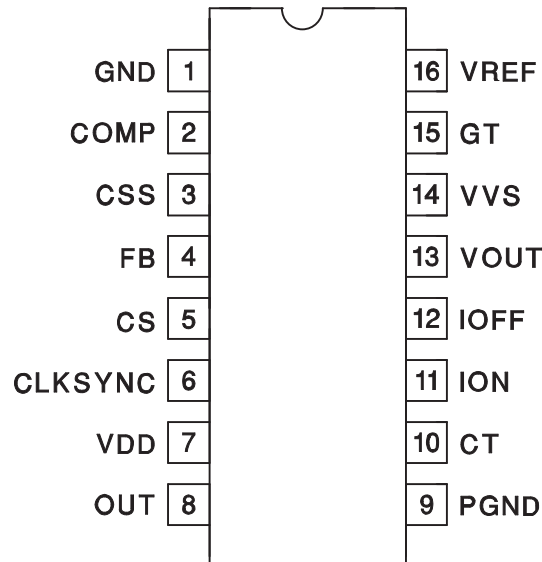 GND 1 16 VREF
COMP 2 15 GT
CSS 3 14 VVS
FB 4 13 VOUT
CS 5 12 IOFF
CLKSYNC 6 11 ION
VDD 7 10 CT
OUT 8 9 PGND